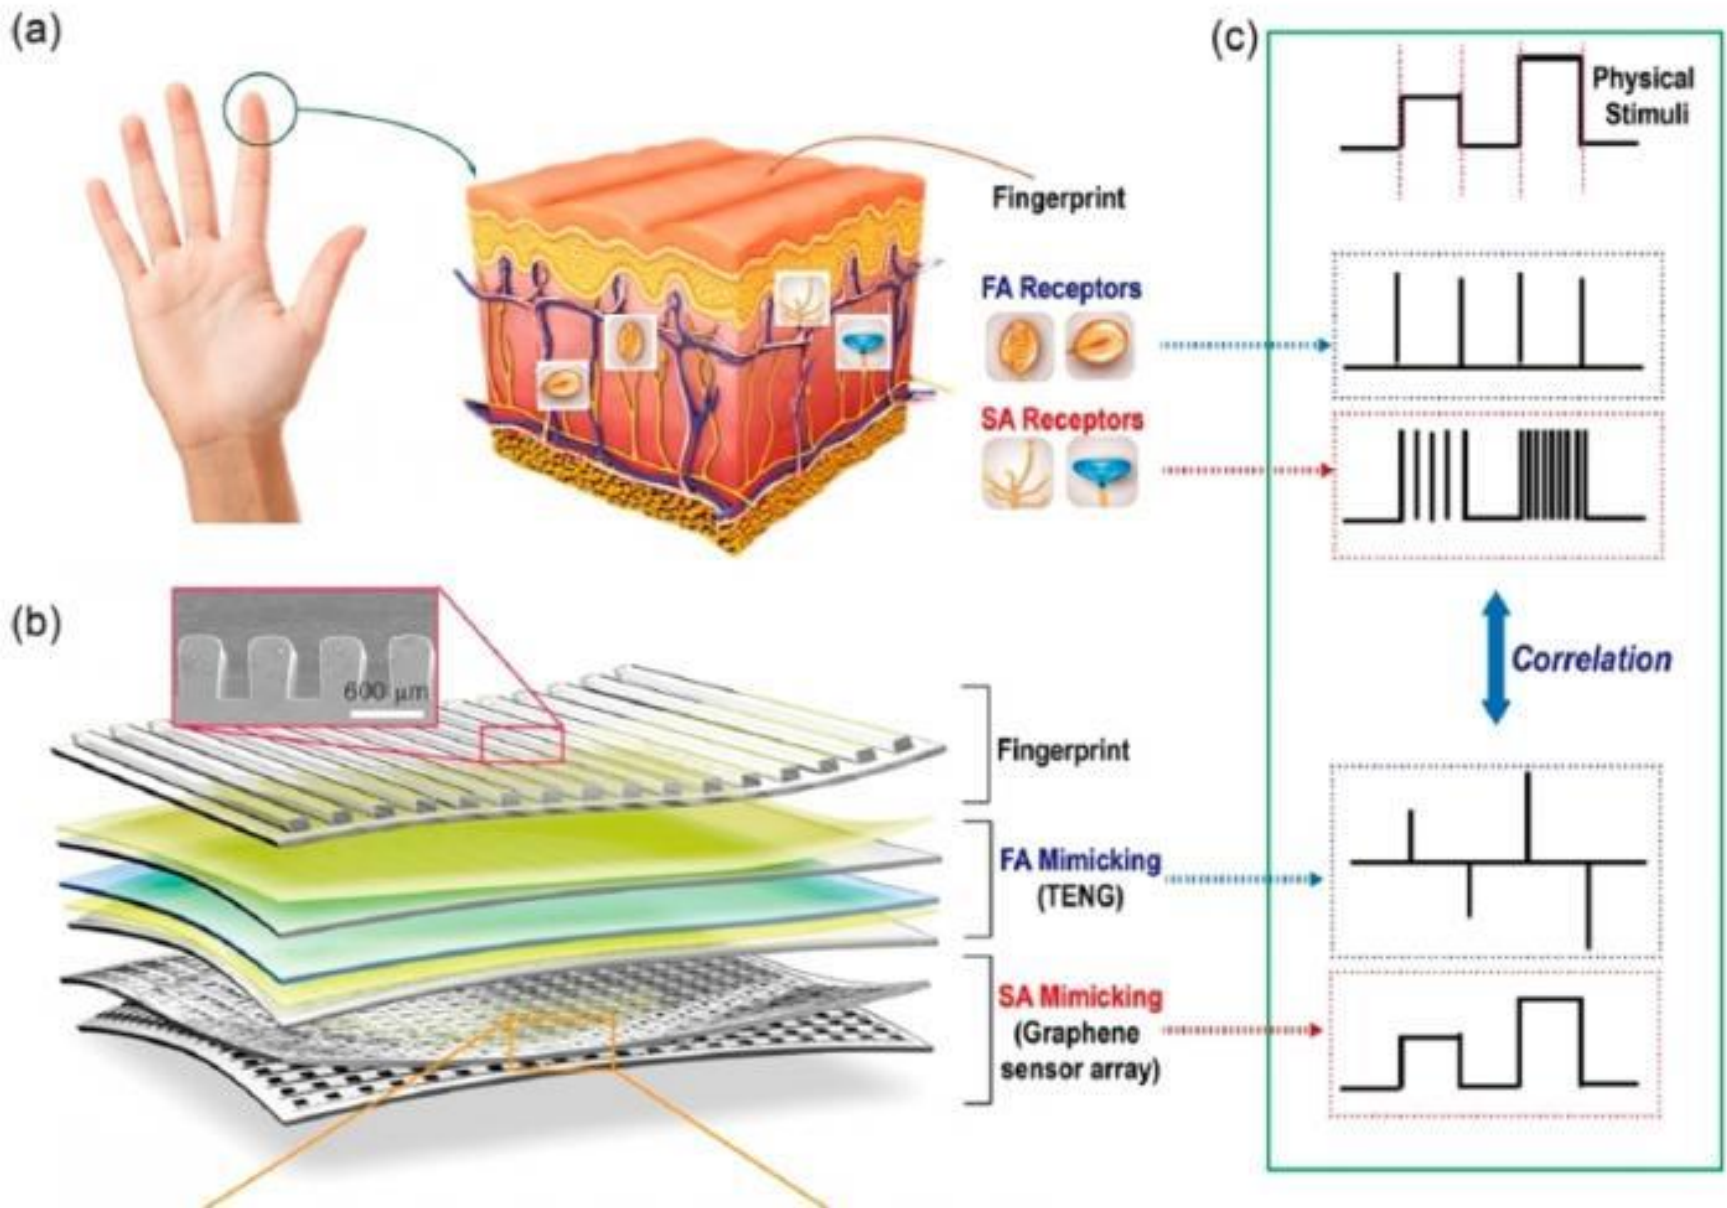 (a)
Fingerprint
FA Receptors
SA Receptors
(b)
600 μm
Fingerprint
FA Mimicking
(TENG)
SA Mimicking
(Graphene
sensor array)
(c)
Physical
Stimuli
Correlation